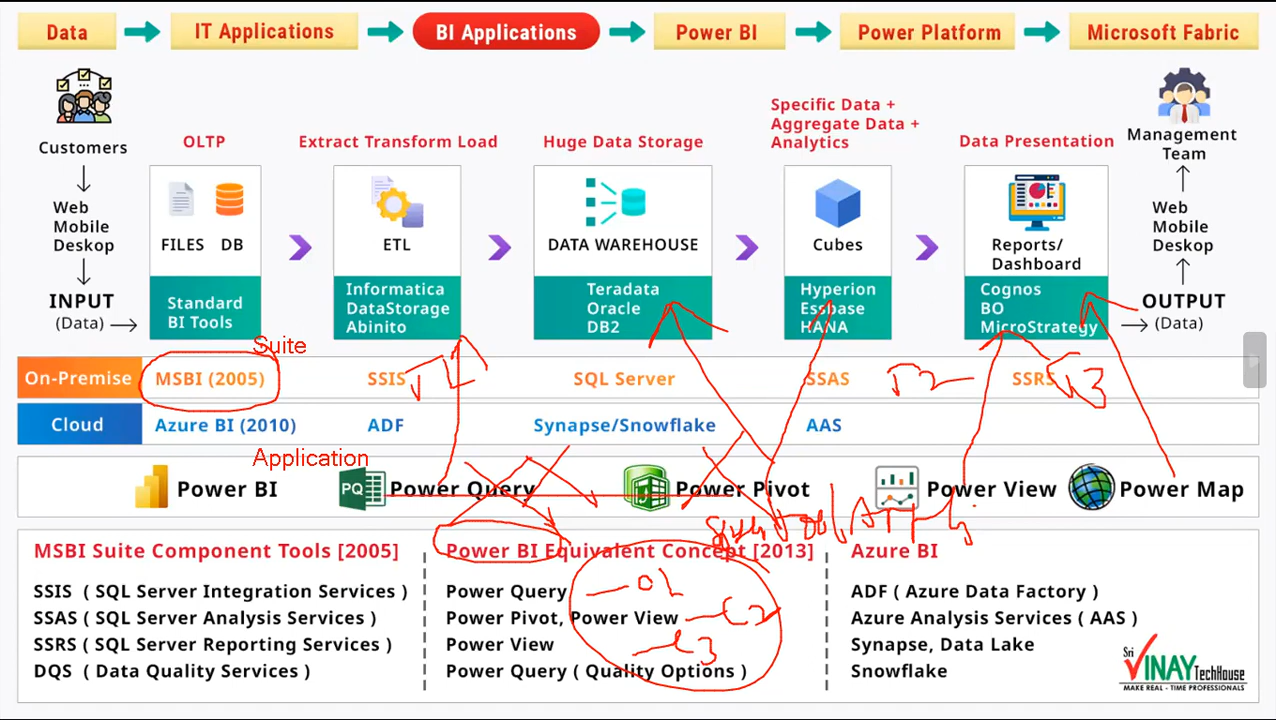 Data
IT Applications
BI Applications
Power BI
Power Platform
Microsoft Fabric
Customers
Web
Mobile
Deskop
INPUT
(Data)
OLTP
FILES DB
Standard
BI Tools
Extract Transform Load
ETL
Informatica
DataStorage
Abinito
Huge Data Storage
DATA WAREHOUSE
Teradata
Oracle
DB2
Specific Data +
Aggregate Data +
Analytics
Cubes
Hyperion
Essbase
HANA
Data Presentation
Reports/
Dashboard
Cognos
BO
MicroStrategy
Management
Team
Web
Mobile
Deskop
OUTPUT
(Data)
Suite
On-Premise MSBI (2005) SSIS SQL Server SSAS SSRS
Cloud Azure BI (2010) ADF Synapse/Snowflake AAS
Application
Power BI PQ Power Query Power Pivot Power View Power Map
MSBI Suite Component Tools [2005]
SSIS ( SQL Server Integration Services )
SSAS ( SQL Server Analysis Services )
SSRS ( SQL Server Reporting Services )
DQS ( Data Quality Services )
Power BI Equivalent Concept [2013]
Power Query
Power Pivot, Power View
Power View
Power Query ( Quality Options )
Azure BI
ADF ( Azure Data Factory )
Azure Analysis Services ( AAS )
Synapse, Data Lake
Snowflake
Sri
VINAY TechHouse
MAKE REAL - TIME PROFESSIONALS